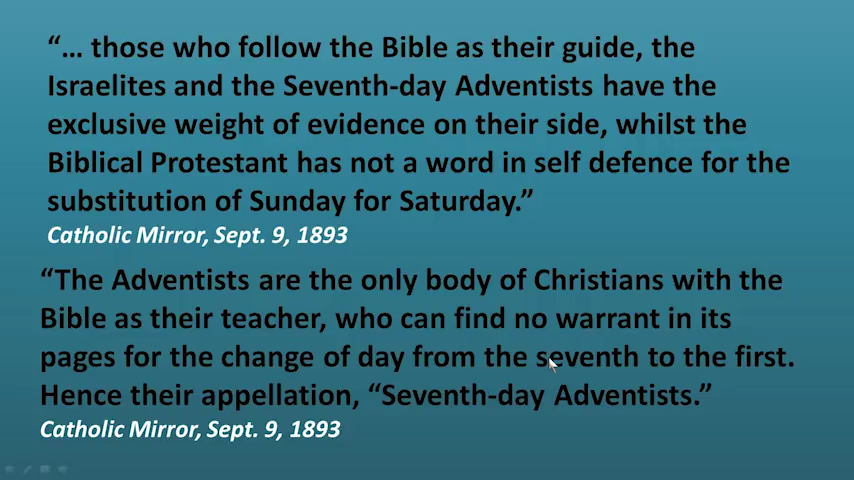 “... those who follow the Bible as their guide, the
Israelites and the Seventh-day Adventists have the
exclusive weight of evidence on their side, whilst the
Biblical Protestant has not a word in self defence for the
substitution of Sunday for Saturday.”
Catholic Mirror, Sept. 9, 1893
“The Adventists are the only body of Christians with the
Bible as their teacher, who can find no warrant in its
pages for the change of day from the seventh to the first.
Hence their appellation, “Seventh-day Adventists.”
Catholic Mirror, Sept. 9, 1893